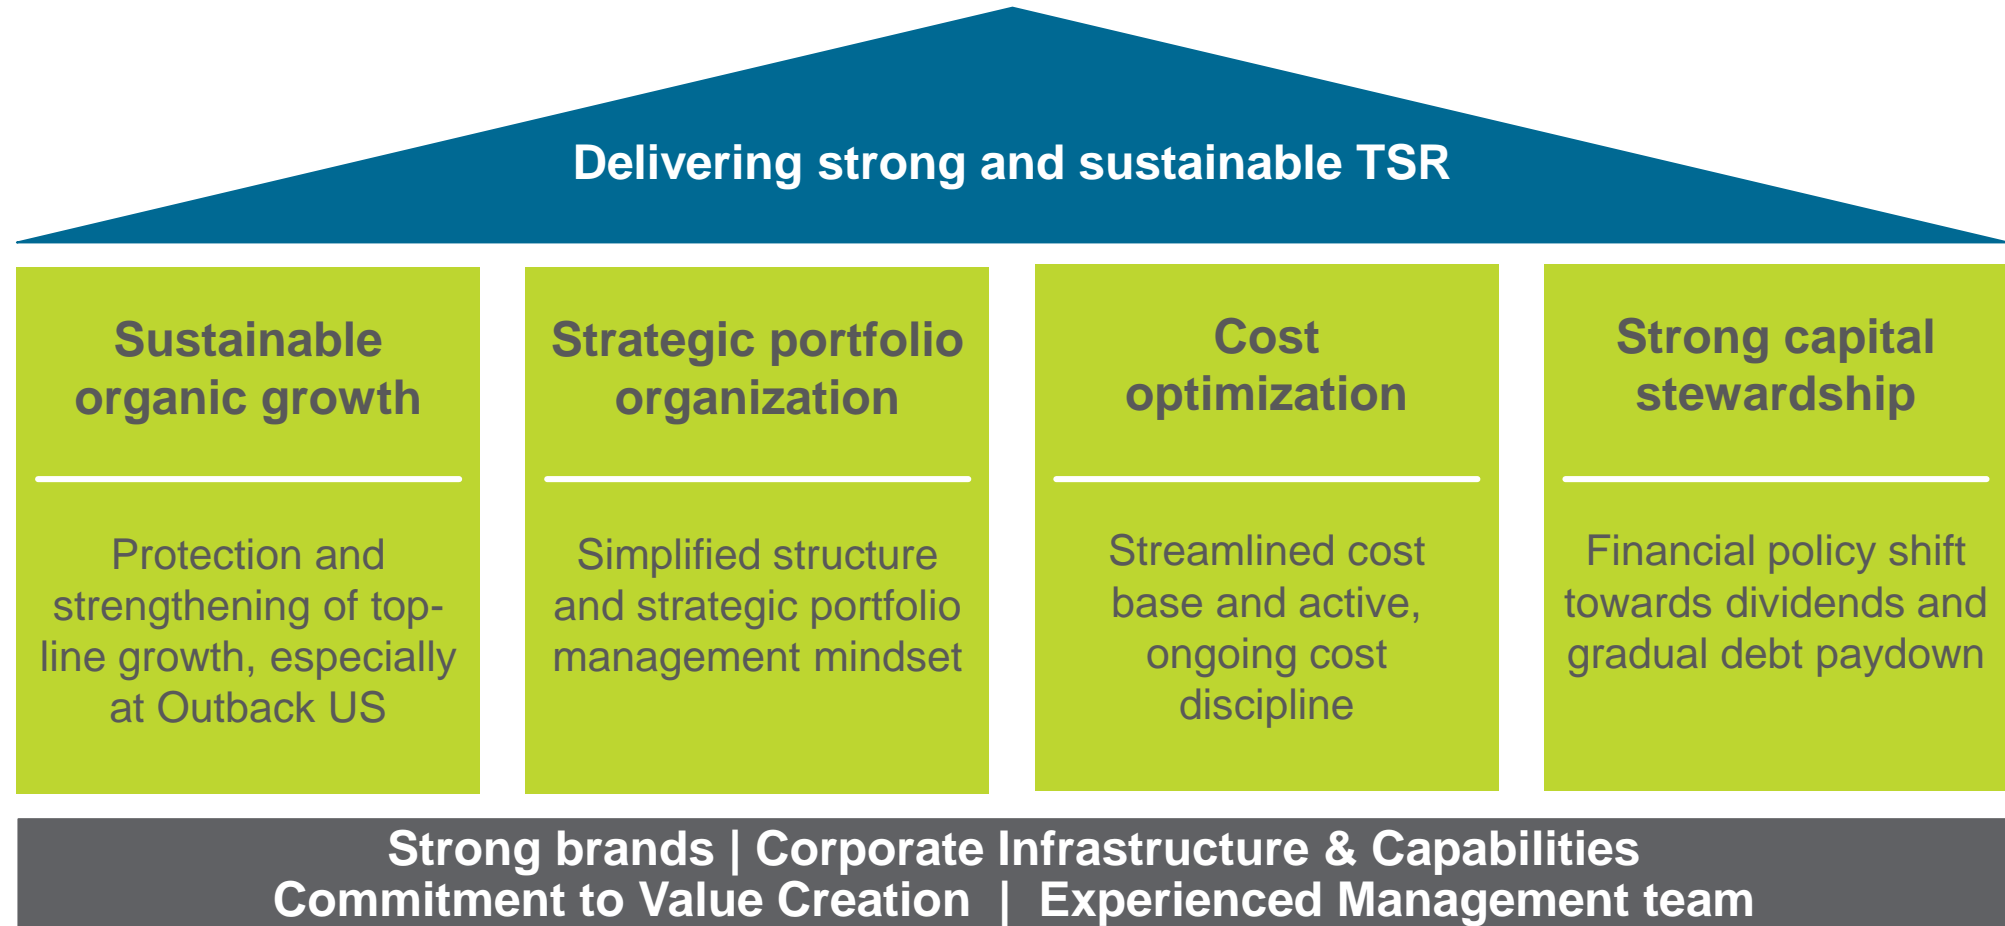 Delivering strong and sustainable TSR
Sustainable
organic growth
Protection and
strengthening of top-
line growth, especially
at Outback US
Strategic portfolio
organization
Simplified structure
and strategic portfolio
management mindset
Cost
optimization
Streamlined cost
base and active,
ongoing cost
discipline
Strong capital
stewardship
Financial policy shift
towards dividends and
gradual debt paydown
Strong brands | Corporate Infrastructure & Capabilities
Commitment to Value Creation | Experienced Management team